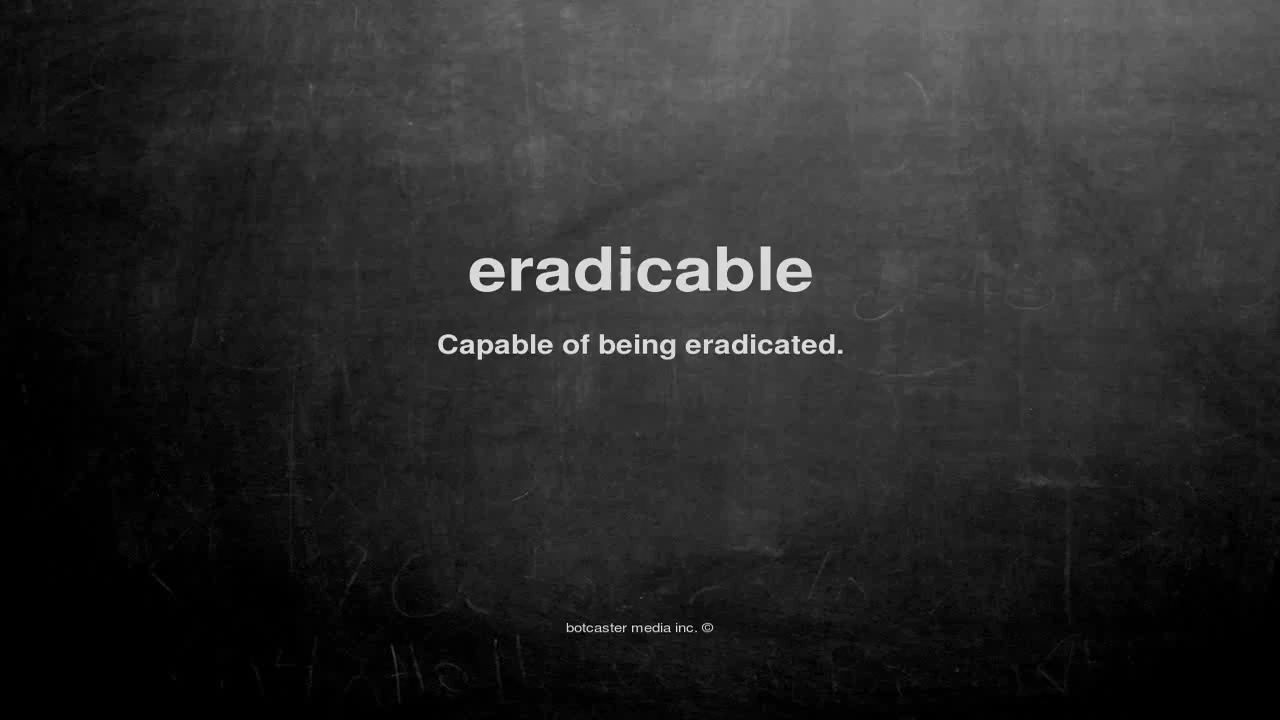 eradicable
Capable of being eradicated.
botcaster media inc. ©